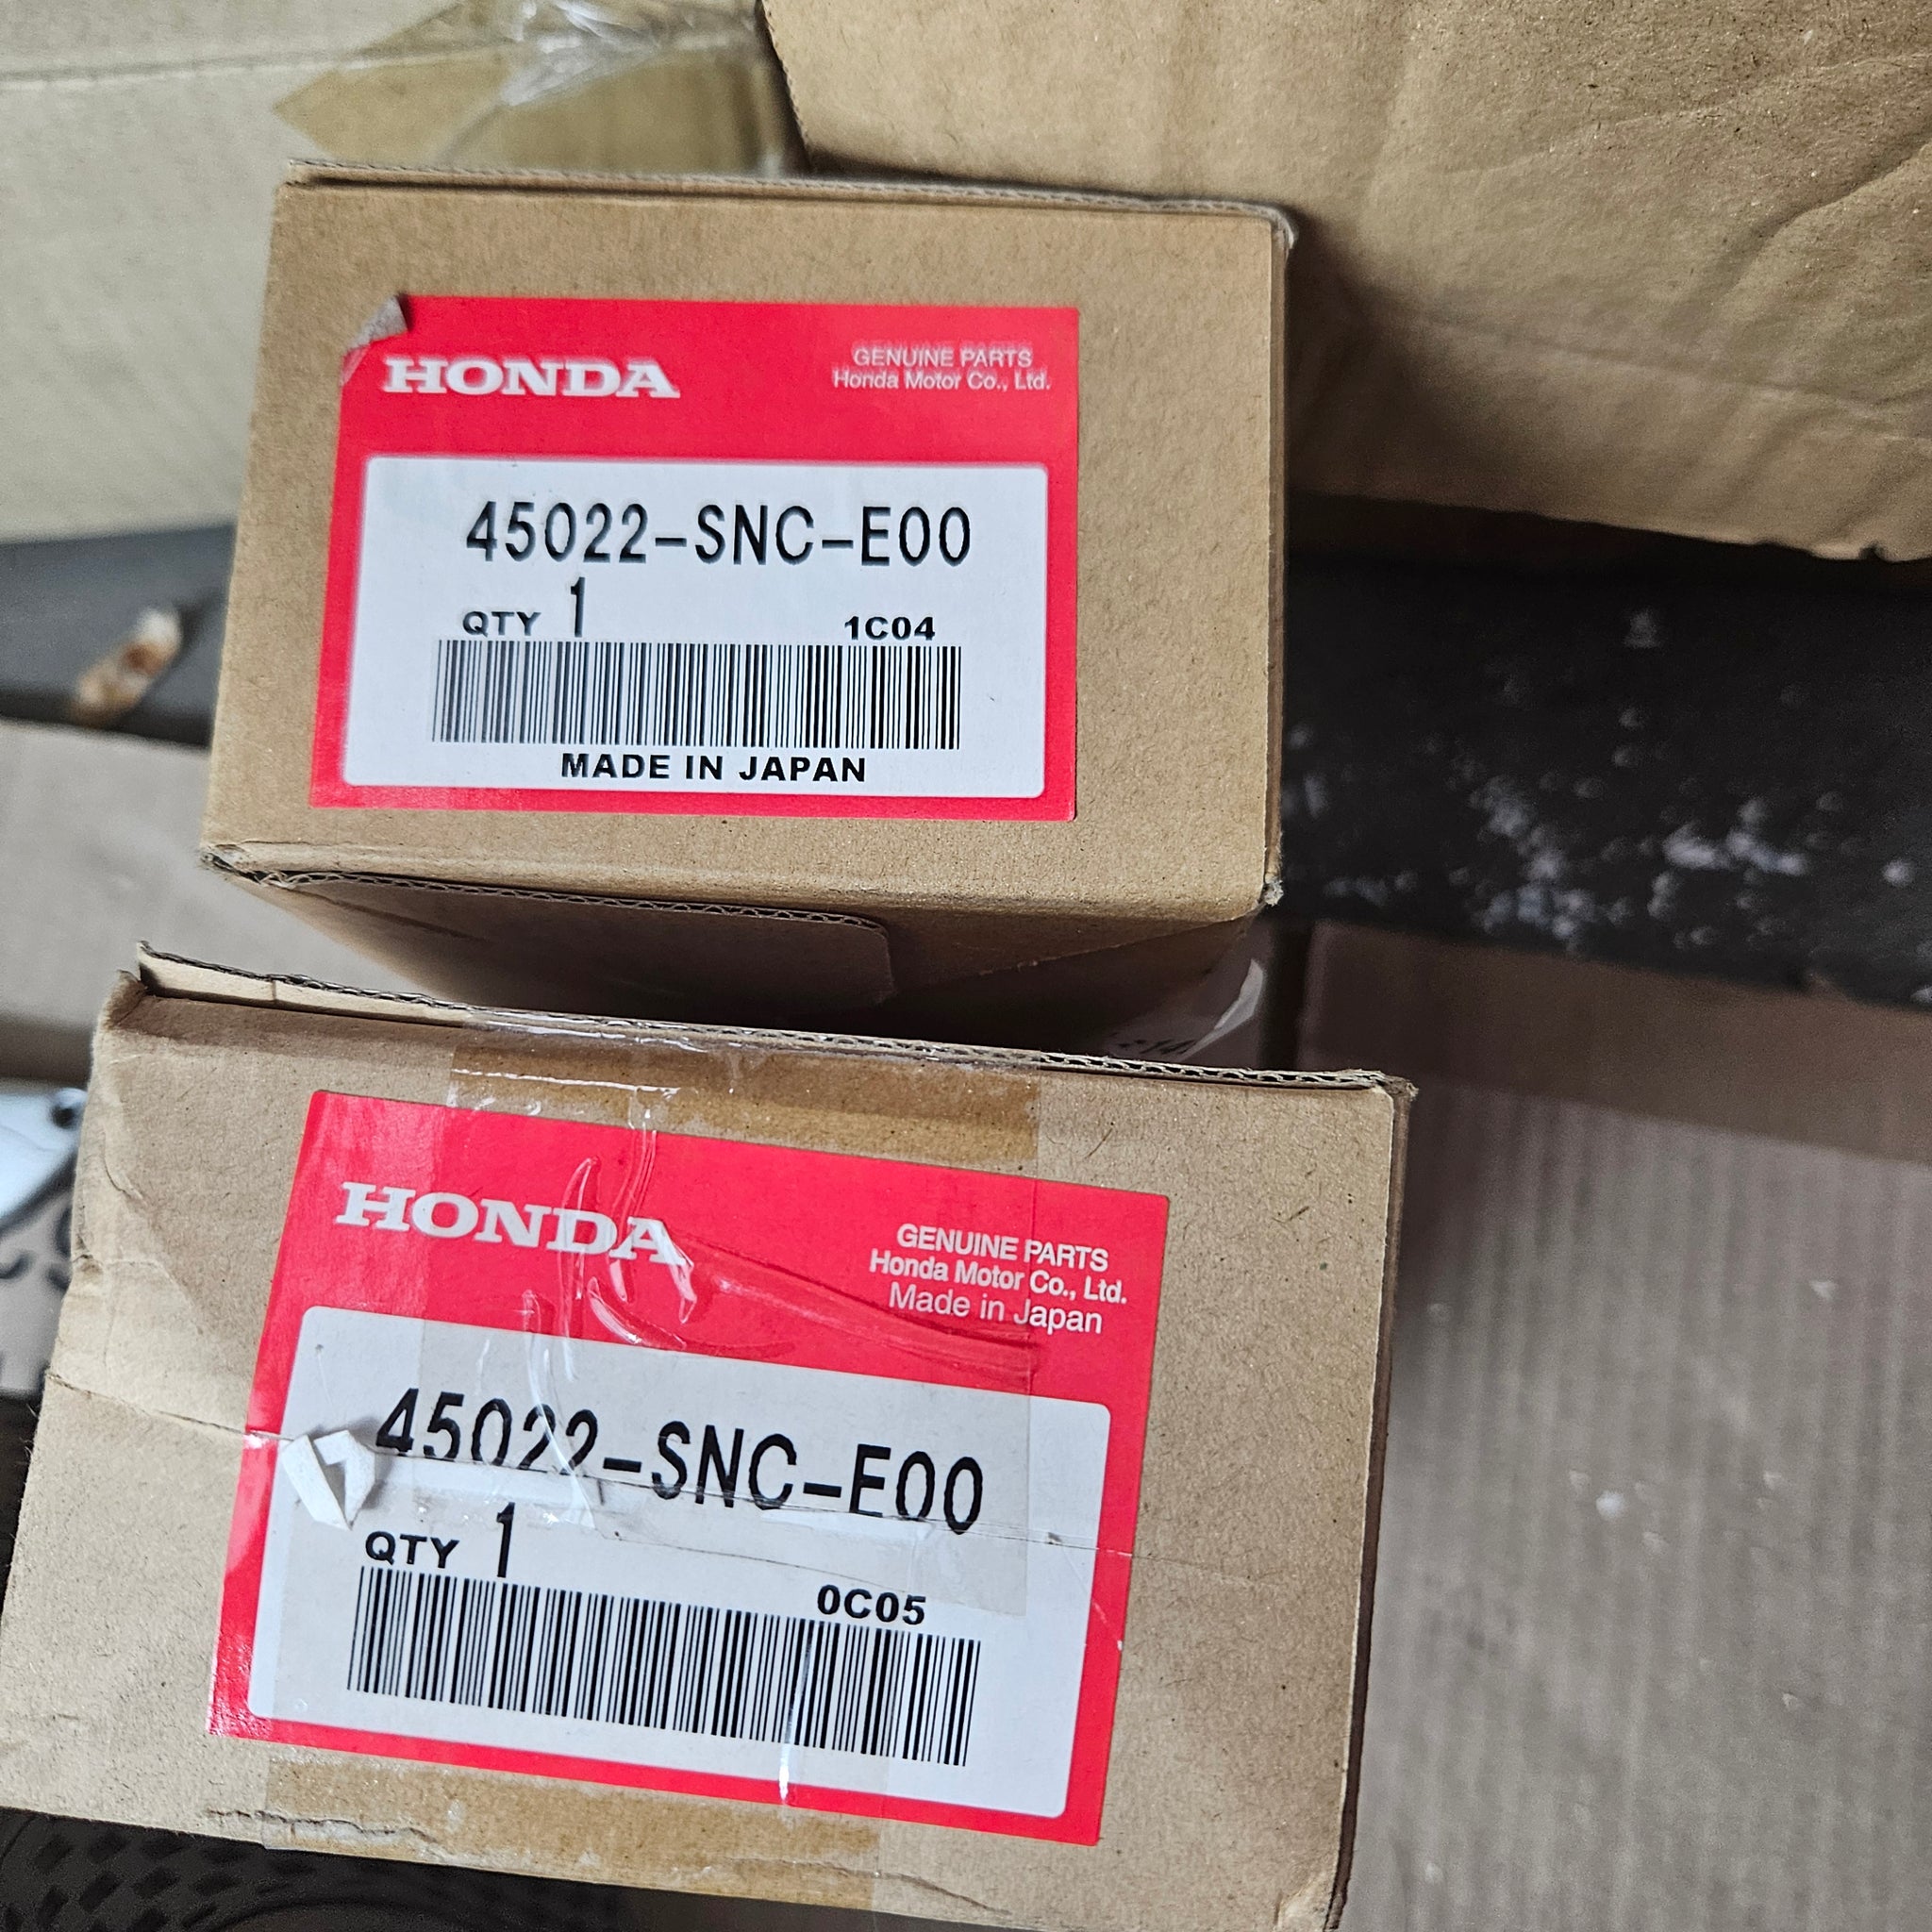 HONDA
GENUINE PARTS
Honda Motor Co., Ltd.
45022-SNC-E00
QTY 1
1C04
MADE IN JAPAN
HONDA
GENUINE PARTS
Honda Motor Co., Ltd.
Made in Japan
45022-SNC-E00
QTY 1
0C05